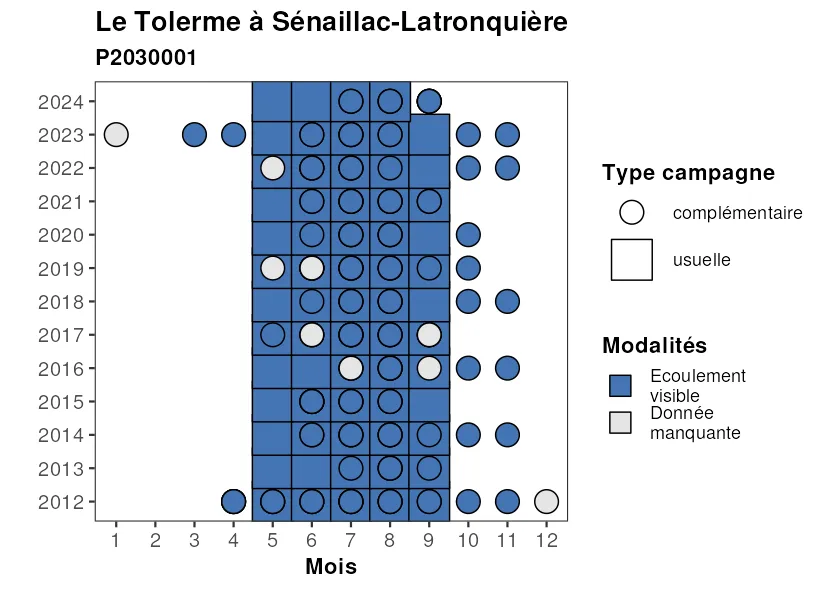 Le Tolerme à Sénaillac-Latronquière
P2030001
2024
2023
2022
2021
2020
2019
2018
2017
2016
2015
2014
2013
2012
1 2 3 4 5 6 7 8 9 10 11 12
Mois
Type campagne
complémentaire
usuelle
Modalités
Ecoulement
visible
Donnée
manquante